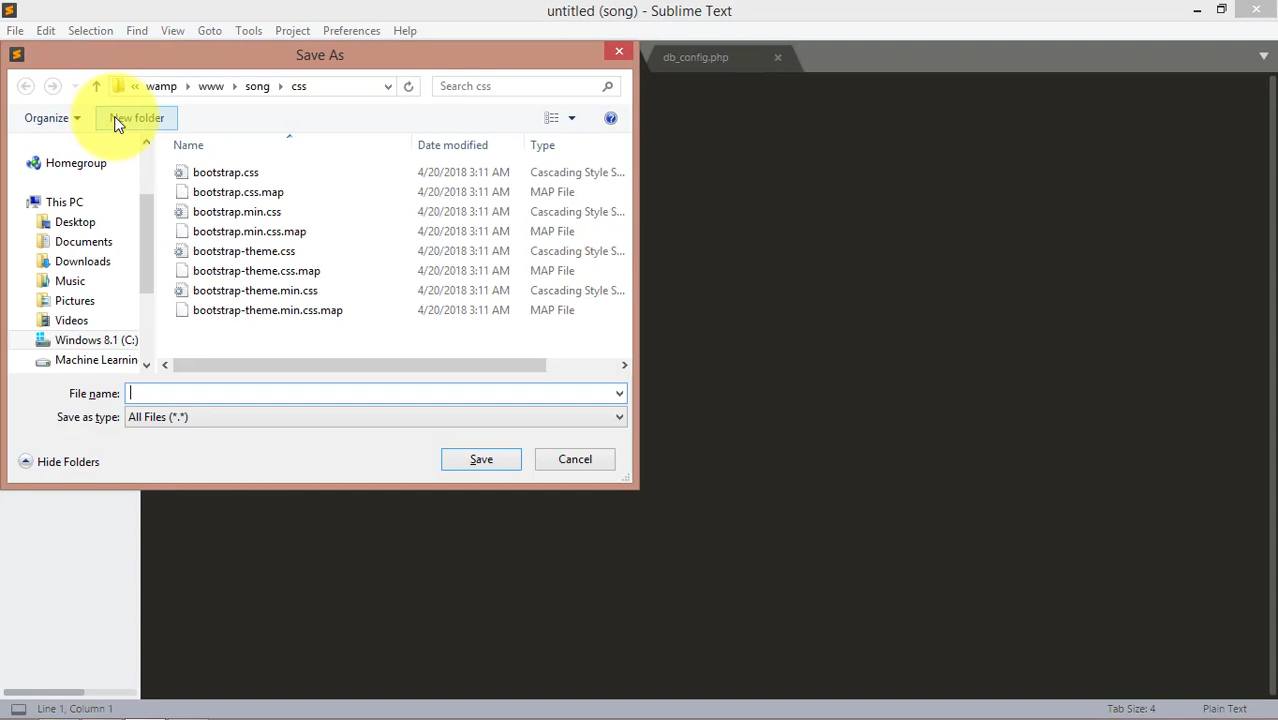 untitled (song) - Sublime Text
File Edit Selection Find View Goto Tools Project Preferences Help
Save As
db_config.php
« wamp www song css
Search css
Organize
New folder
Name Date modified Type
Homegroup
This PC
Desktop
Documents
Downloads
Music
Pictures
Videos
Windows 8.1 (C:)
Machine Learnin
bootstrap.css 4/20/2018 3:11 AM Cascading Style S...
bootstrap.css.map 4/20/2018 3:11 AM MAP File
bootstrap.min.css 4/20/2018 3:11 AM Cascading Style S...
bootstrap.min.css.map 4/20/2018 3:11 AM MAP File
bootstrap-theme.css 4/20/2018 3:11 AM Cascading Style S...
bootstrap-theme.css.map 4/20/2018 3:11 AM MAP File
bootstrap-theme.min.css 4/20/2018 3:11 AM Cascading Style S...
bootstrap-theme.min.css.map 4/20/2018 3:11 AM MAP File
File name:
Save as type: All Files (*.*)
Hide Folders
Save Cancel
Line 1, Column 1
Tab Size: 4
Plain Text